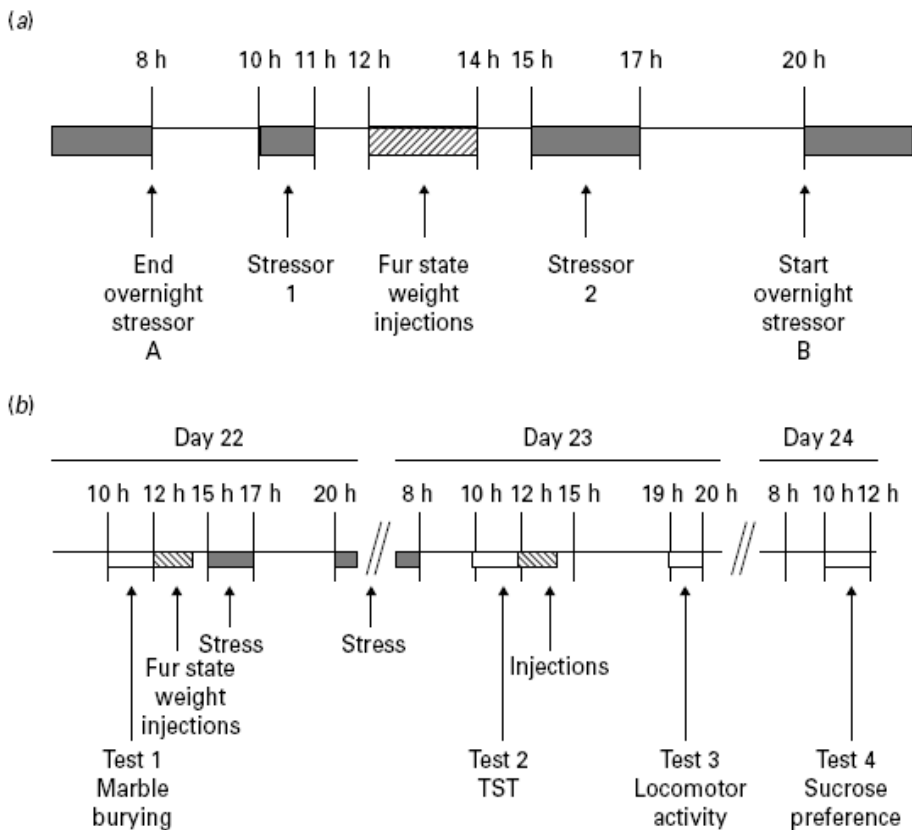 (a)
8 h 10 h 11 h 12 h 14 h 15 h 17 h 20 h
End
overnight
stressor
A
Stressor
1
Fur state
weight
injections
Stressor
2
Start
overnight
stressor
B
(b)
Day 22 Day 23 Day 24
10 h 12 h 15 h 17 h 20 h 8 h 10 h 12 h 15 h 19 h 20 h 8 h 10 h 12 h
Stress
Fur state
weight
injections
Stress
Injections
Test 1
Marble
burying
Test 2
TST
Test 3
Locomotor
activity
Test 4
Sucrose
preference